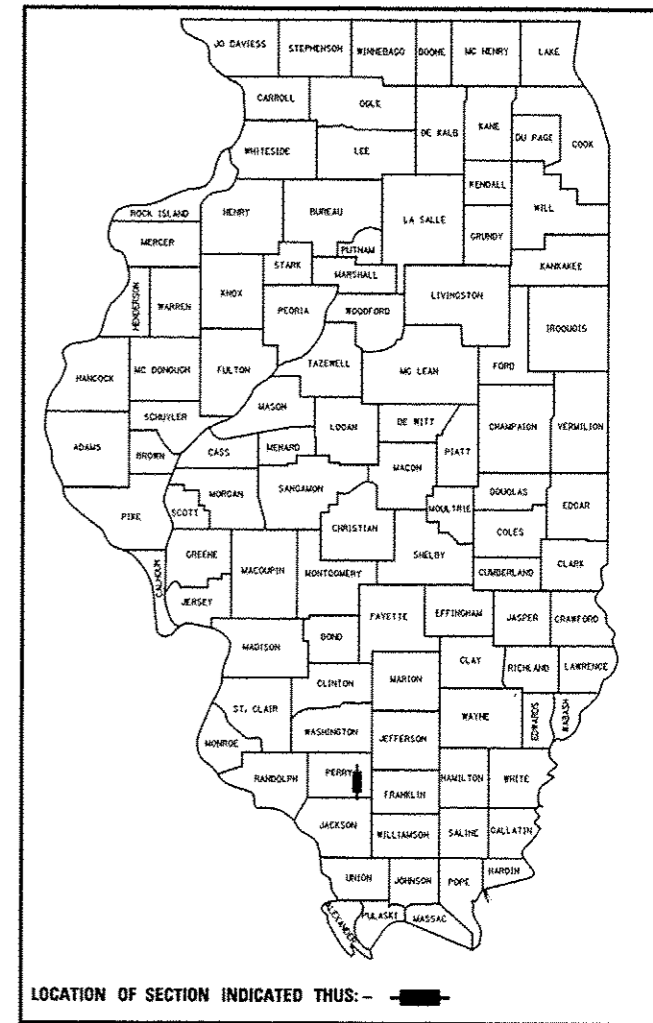 JO DAVIESS STEPHENSON WINNEBAGO BOONE MC HENRY LAKE
CARROLL OGLE DE KALB KANE DU PAGE COOK
WHITESIDE LEE KENDALL WILL
ROCK ISLAND HENRY BUREAU LA SALLE GRUNDY
MERCER PUTNAM KANKAKEE
STARK MARSHALL
HENDERSON WARREN KNOX PEORIA WOODFORD LIVINGSTON IROQUOIS
HANCOCK MC DONOUGH FULTON TAZEWELL MC LEAN FORD
SCHUYLER MASON LOGAN DE WITT CHAMPAIGN VERMILION
ADAMS BROWN CASS MENARD MACON PIATT
PIKE SCOTT MORGAN SANGAMON CHRISTIAN MOULTRIE DOUGLAS EDGAR
COLES
CALHOUN GREENE MACOUPIN MONTGOMERY SHELBY CUMBERLAND CLARK
JERSEY FAYETTE EFFINGHAM JASPER CRAWFORD
MADISON BOND CLAY RICHLAND LAWRENCE
CLINTON MARION
ST. CLAIR WASHINGTON WAYNE EDWARDS WABASH
MONROE JEFFERSON
RANDOLPH PERRY FRANKLIN HAMILTON WHITE
JACKSON WILLIAMSON SALINE GALLATIN
UNION JOHNSON POPE HARDIN
ALEXANDER PULASKI MASSAC
LOCATION OF SECTION INDICATED THUS: -